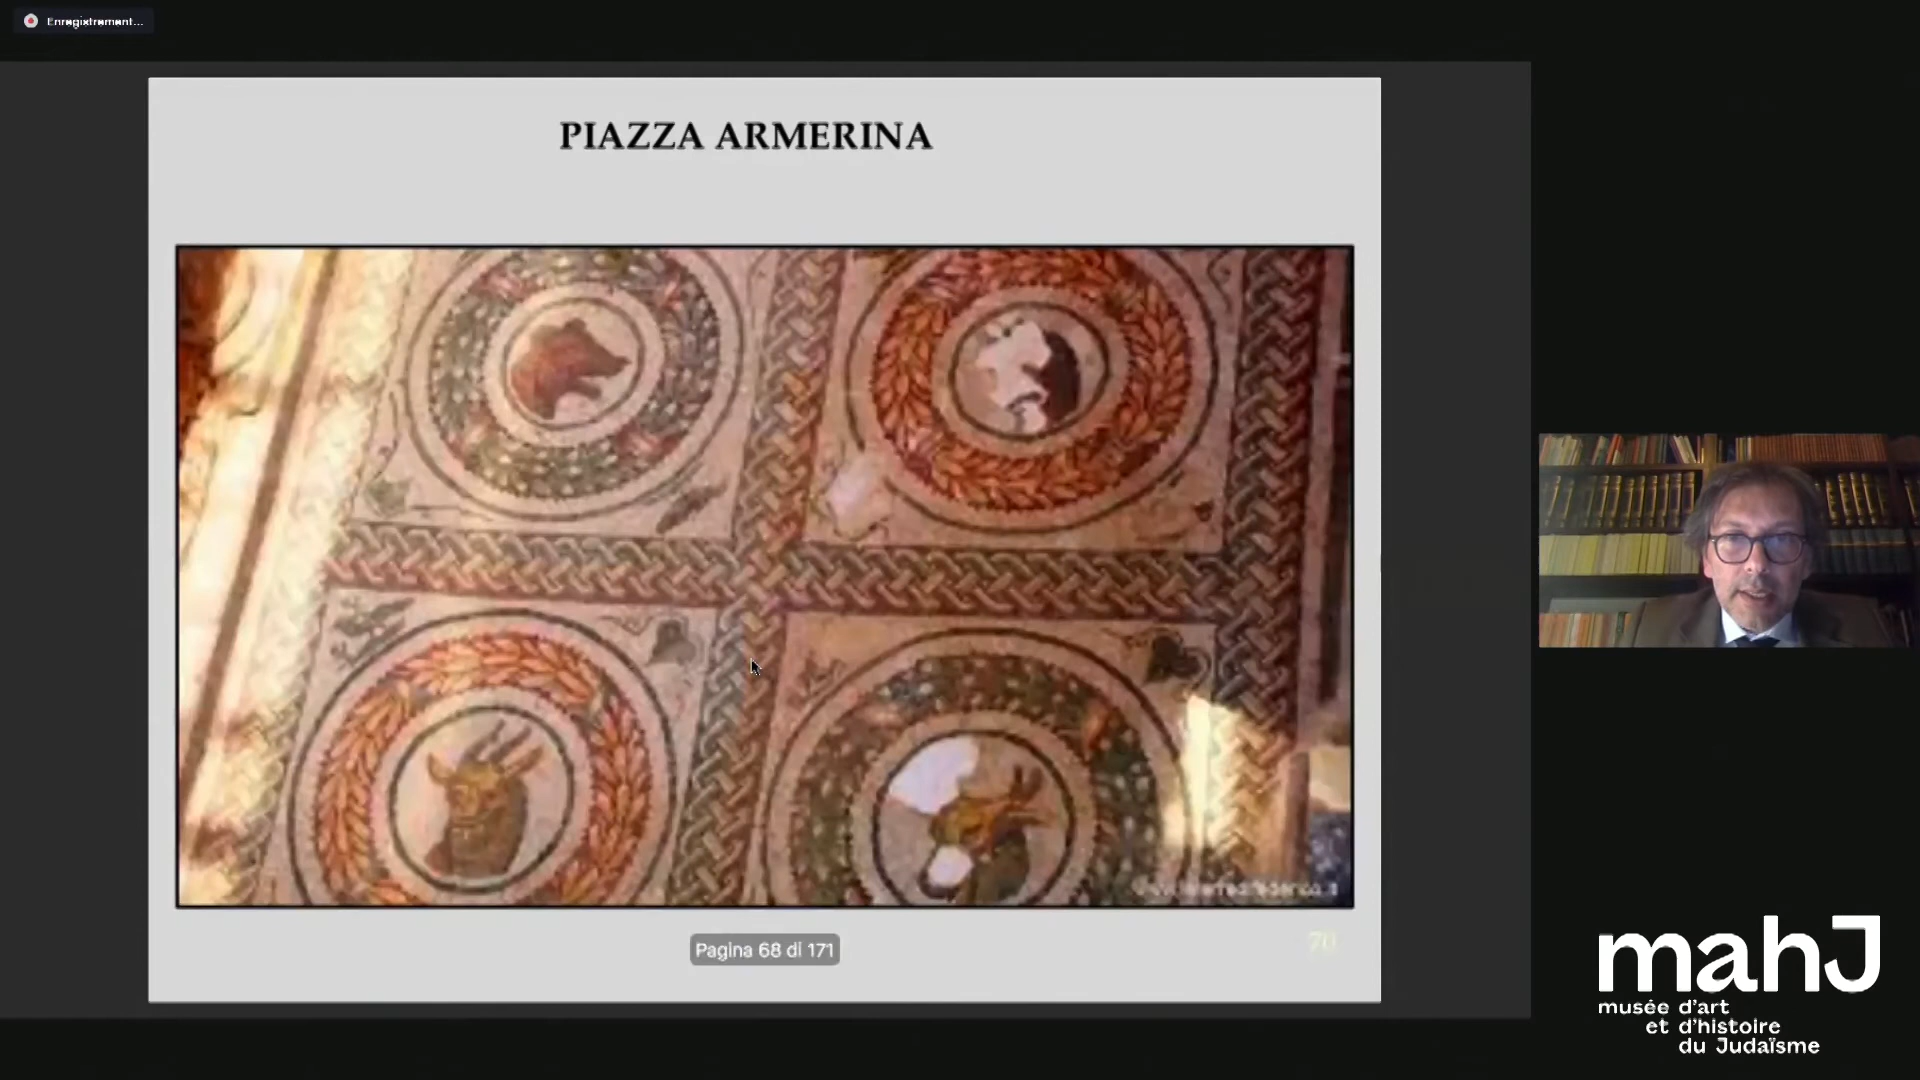 Enregistrement...
PIAZZA ARMERINA
Pagina 68 di 171
70
mahJ
musée d'art
et d'histoire
du Judaïsme